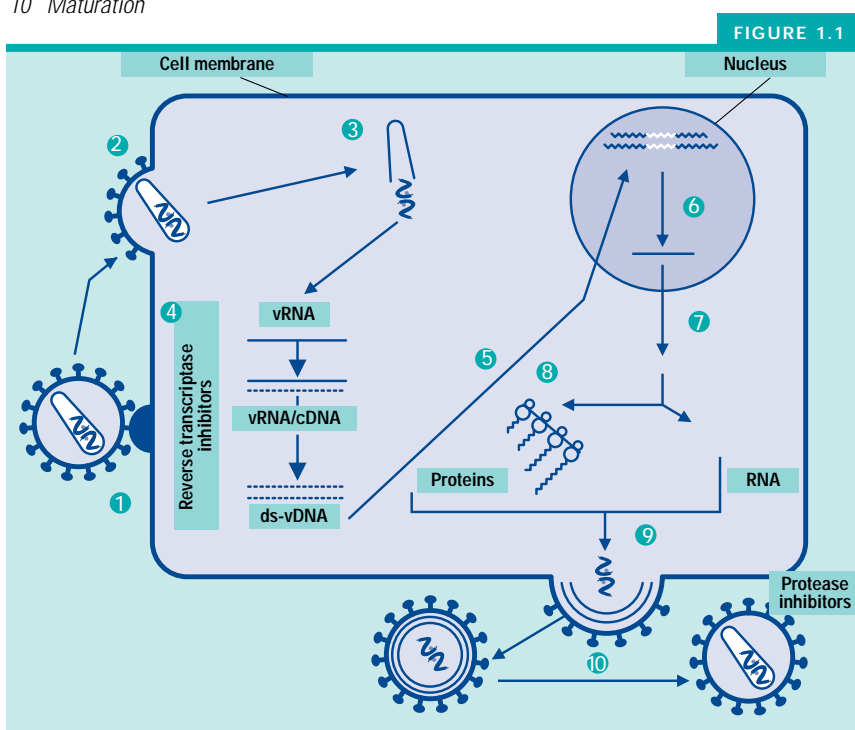 10 Maturation
FIGURE 1.1
Cell membrane
Nucleus
2
3
6
4
vRNA
7
5
8
Reverse transcriptase
inhibitors
vRNA/cDNA
Proteins
RNA
1
ds-vDNA
9
Protease
inhibitors
10